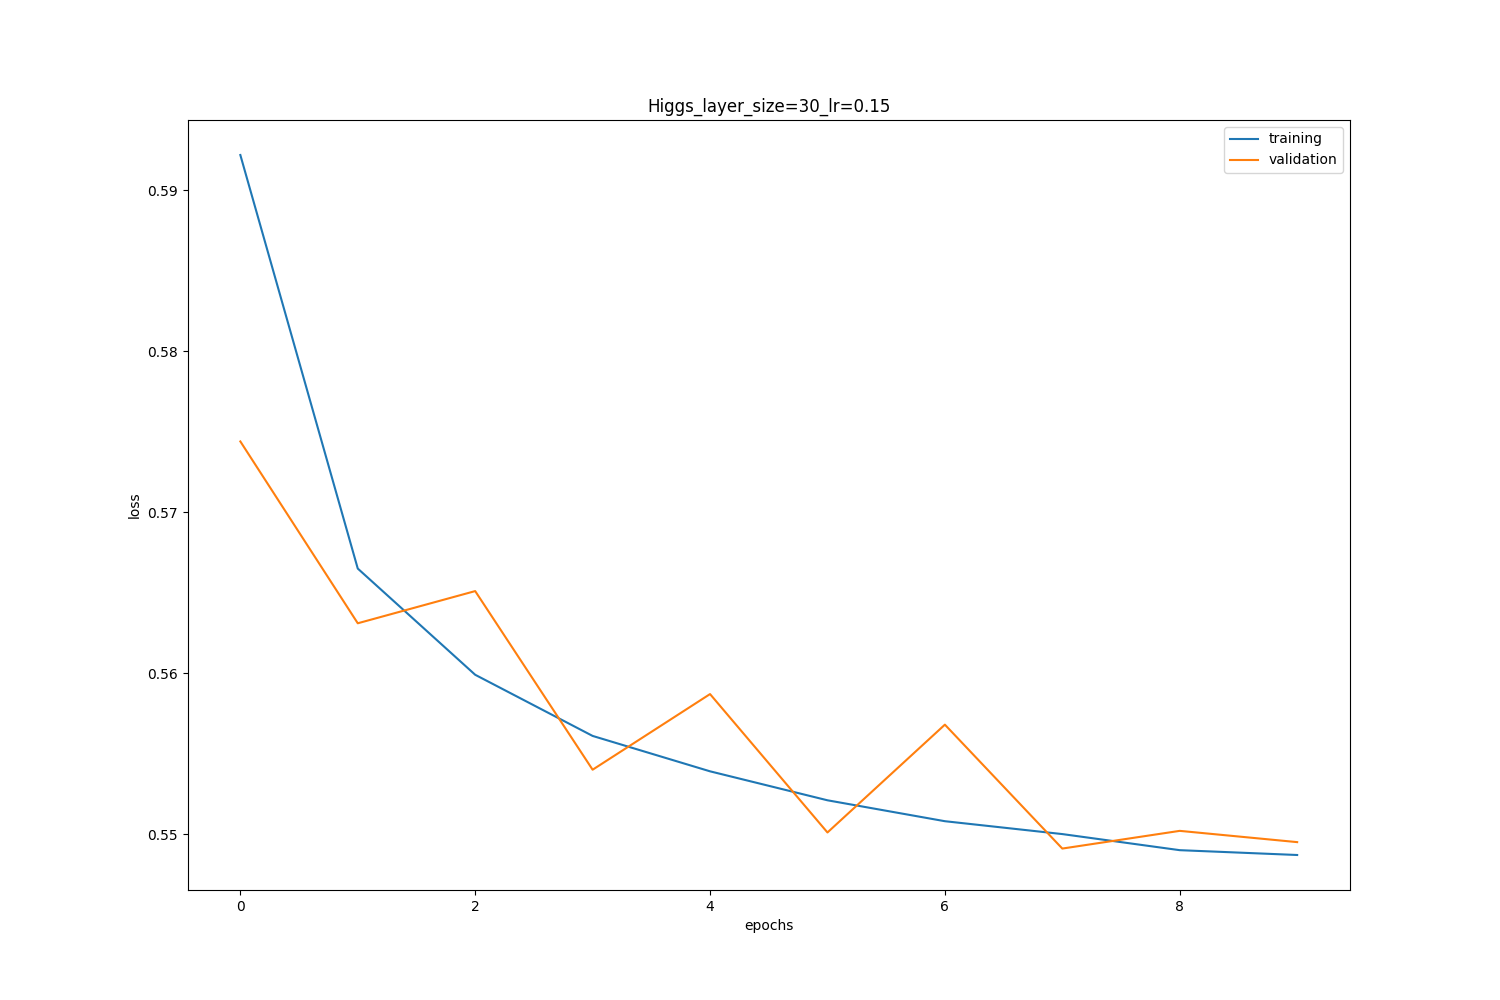 Higgs_layer_size=30_lr=0.15
training
validation
0.59
0.58
0.57
0.56
0.55
loss
0 2 4 6 8
epochs